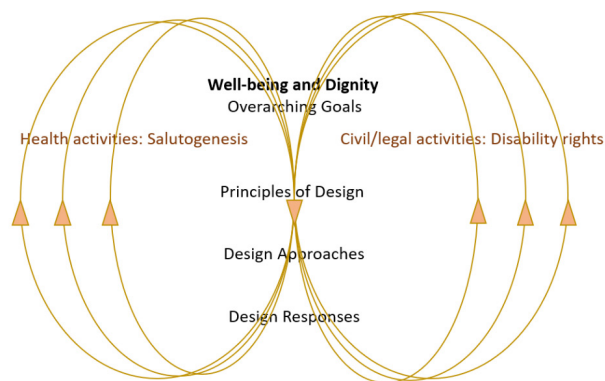 Well-being and Dignity
Overarching Goals
Health activities: Salutogenesis
Civil/legal activities: Disability rights
Principles of Design
Design Approaches
Design Responses